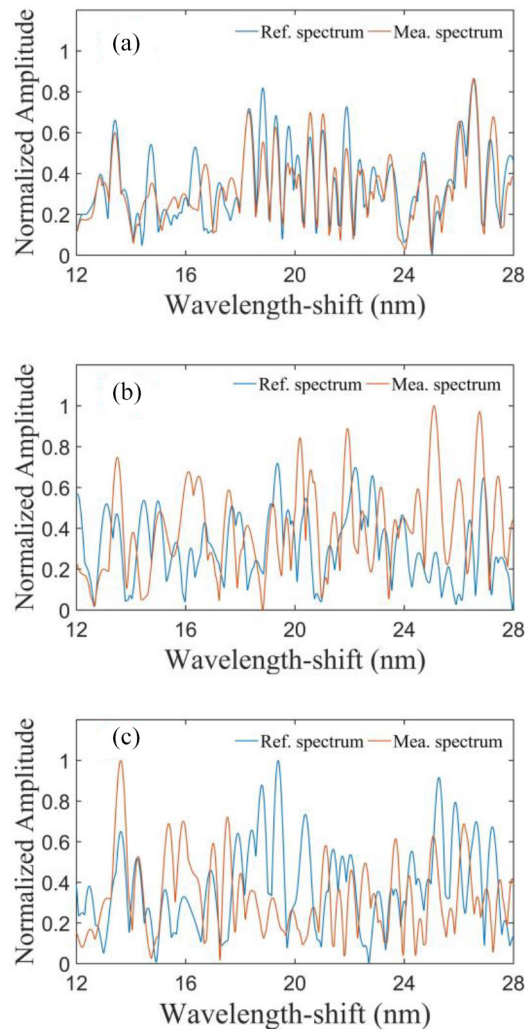 (a)
Ref. spectrum Mea. spectrum
Normalized Amplitude
1
0.8
0.6
0.4
0.2
0
12 16 20 24 28
Wavelength-shift (nm)
(b)
Ref. spectrum Mea. spectrum
Normalized Amplitude
1
0.8
0.6
0.4
0.2
0
12 16 20 24 28
Wavelength-shift (nm)
(c)
Ref. spectrum Mea. spectrum
Normalized Amplitude
1
0.8
0.6
0.4
0.2
0
12 16 20 24 28
Wavelength-shift (nm)